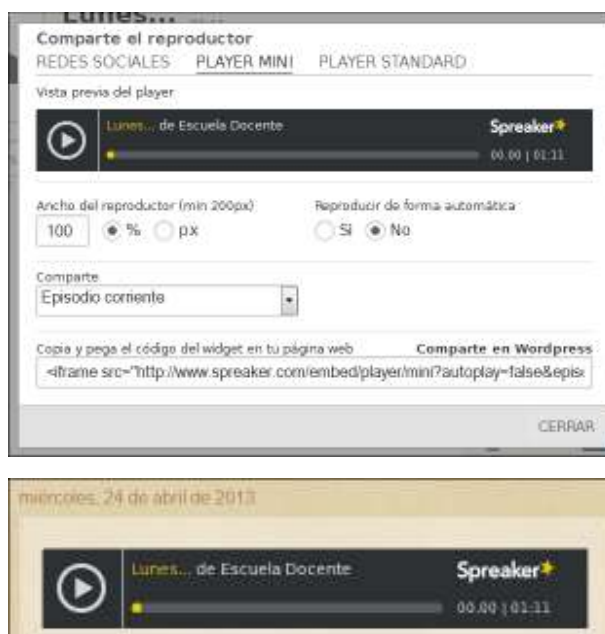 Lunes...
Comparte el reproductor
REDES SOCIALES PLAYER MINI PLAYER STANDARD
Vista previa del player
Lunes... de Escuela Docente Spreaker
00.00 | 01:11
Ancho del reproductor (min 200px) Reproducir de forma automática
100 % px Si No
Comparte
Episodio corriente
Copia y pega el código del widget en tu página web Comparte en Wordpress
<iframe src="http://www.spreaker.com/embed/player/mini?autoplay=false&epis
CERRAR
miércoles, 24 de abril de 2013
Lunes... de Escuela Docente Spreaker
00.00 | 01:11